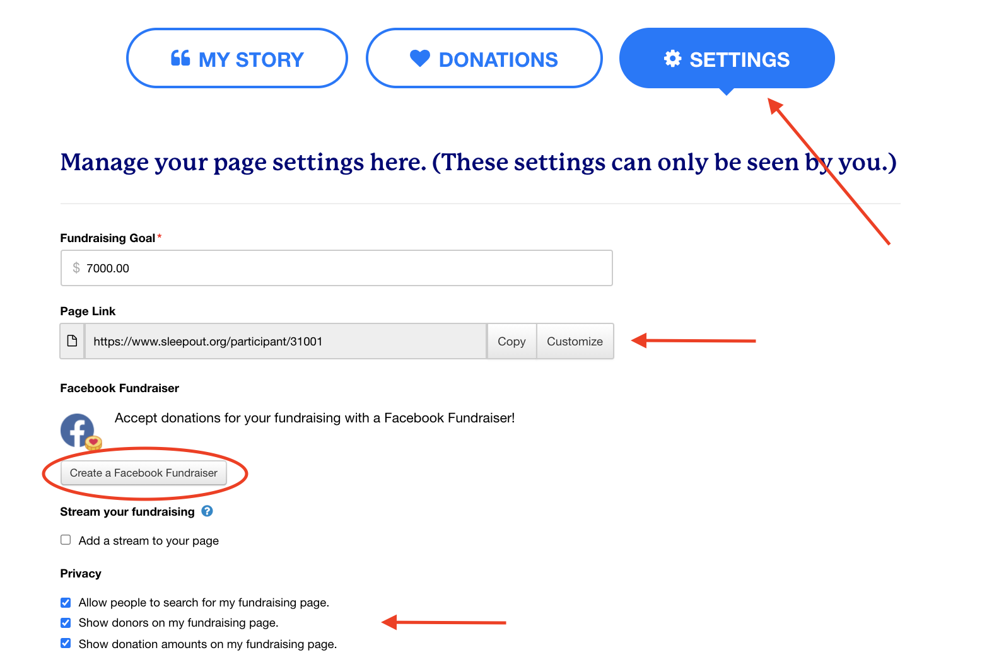 MY STORY
DONATIONS
SETTINGS
Manage your page settings here. (These settings can only be seen by you.)
Fundraising Goal*
$ 7000.00
Page Link
https://www.sleepout.org/participant/31001
Copy
Customize
Facebook Fundraiser
Accept donations for your fundraising with a Facebook Fundraiser!
Create a Facebook Fundraiser
Stream your fundraising ?
Add a stream to your page
Privacy
Allow people to search for my fundraising page.
Show donors on my fundraising page.
Show donation amounts on my fundraising page.